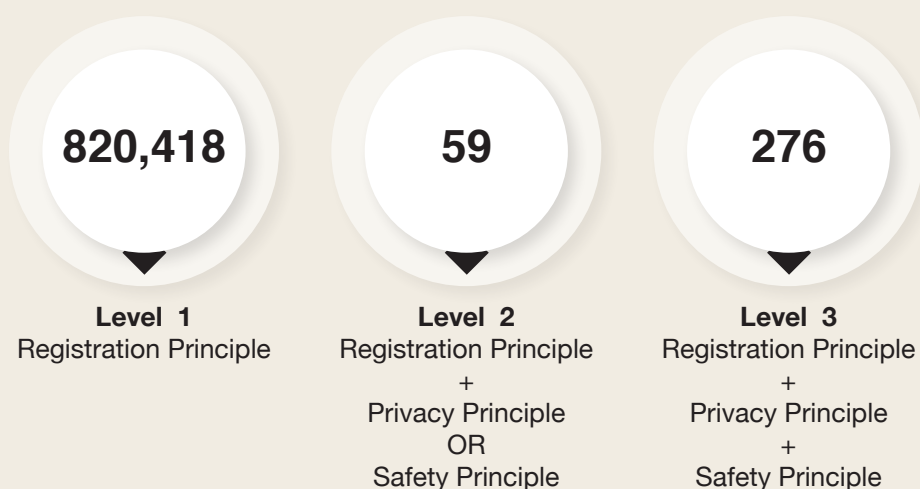 820,418
Level 1
Registration Principle
59
Level 2
Registration Principle
+
Privacy Principle
OR
Safety Principle
276
Level 3
Registration Principle
+
Privacy Principle
+
Safety Principle